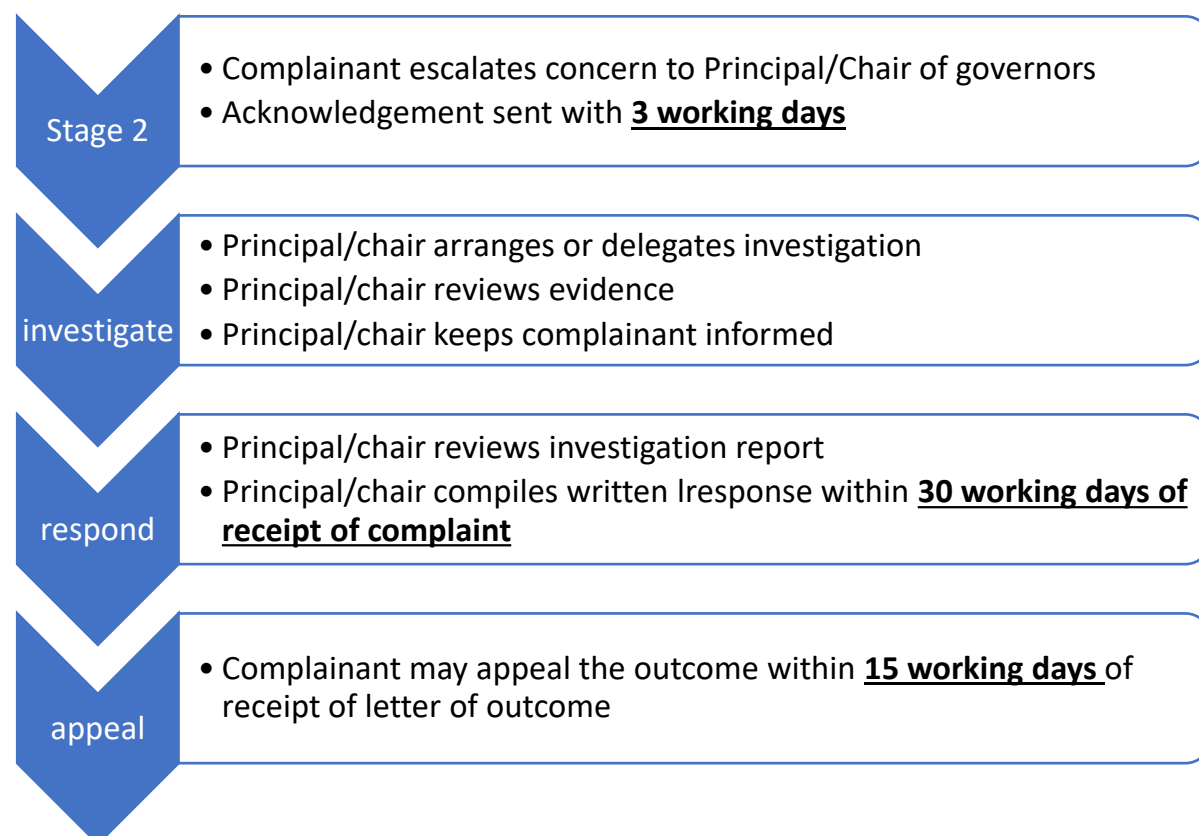 Stage 2
• Complainant escalates concern to Principal/Chair of governors
• Acknowledgement sent with 3 working days
investigate
• Principal/chair arranges or delegates investigation
• Principal/chair reviews evidence
• Principal/chair keeps complainant informed
respond
• Principal/chair reviews investigation report
• Principal/chair compiles written lresponse within 30 working days of
receipt of complaint
appeal
• Complainant may appeal the outcome within 15 working days of
receipt of letter of outcome